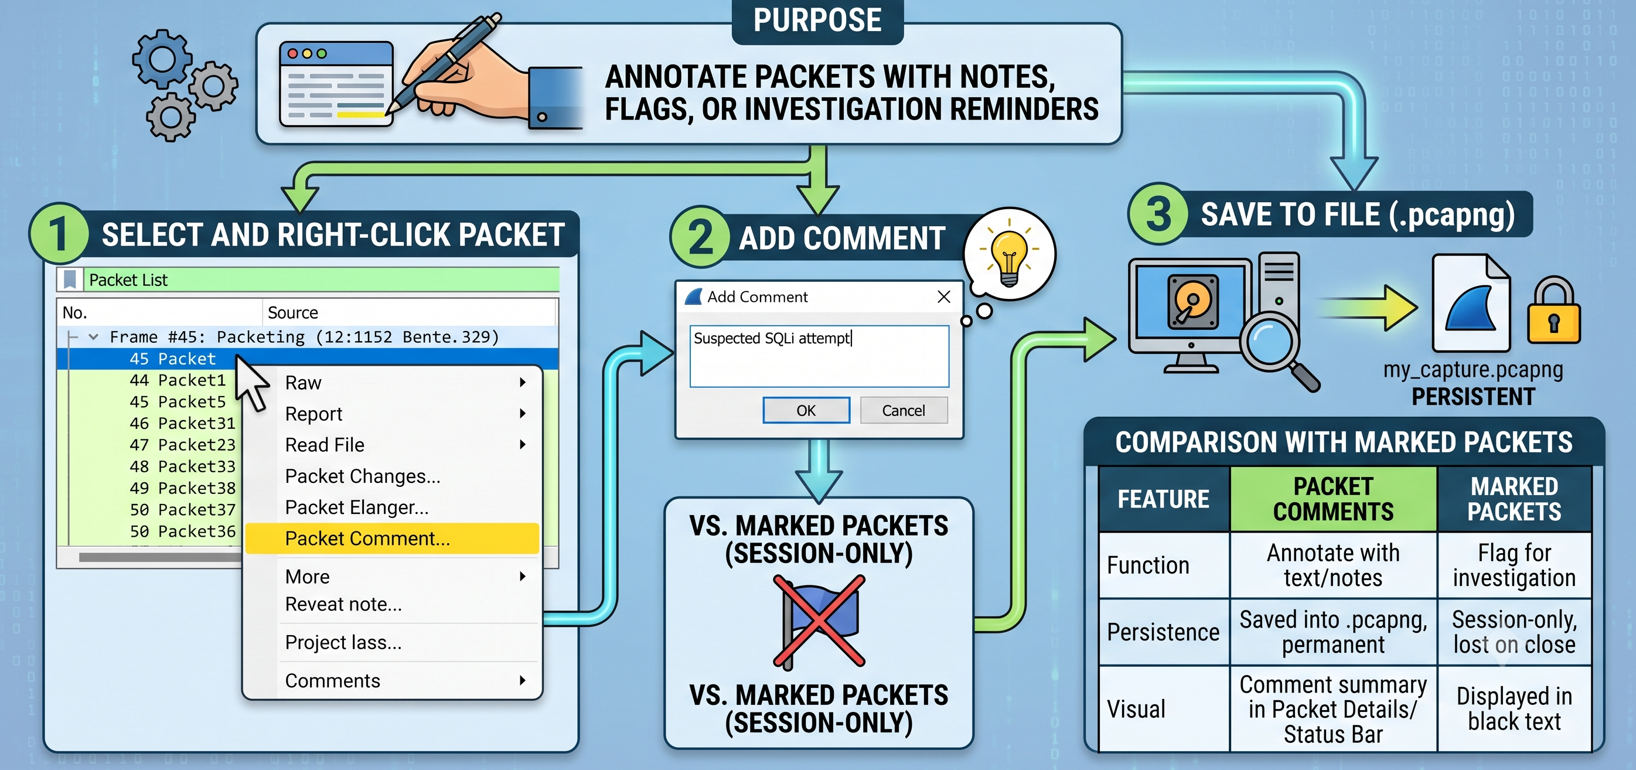 PURPOSE
ANNOTATE PACKETS WITH NOTES,
FLAGS, OR INVESTIGATION REMINDERS
1 SELECT AND RIGHT-CLICK PACKET
Packet List
No. Source
Frame #45: Packeting (12:1152 Bente.329)
45 Packet
44 Packet1
45 Packet5
46 Packet31
47 Packet23
48 Packet33
49 Packet38
50 Packet37
50 Packet36
Raw
Report
Read File
Packet Changes...
Packet Elanger...
Packet Comment...
More
Reveat note...
Project lass...
Comments
2 ADD COMMENT
Add Comment
Suspected SQLi attempt
OK Cancel
VS. MARKED PACKETS
(SESSION-ONLY)
VS. MARKED PACKETS
(SESSION-ONLY)
3 SAVE TO FILE (.pcapng)
my_capture.pcapng
PERSISTENT
COMPARISON WITH MARKED PACKETS
FEATURE
PACKET
COMMENTS
MARKED
PACKETS
Function
Annotate with
text/notes
Flag for
investigation
Persistence
Saved into .pcapng,
permanent
Session-only,
lost on close
Visual
Comment summary
in Packet Details/
Status Bar
Displayed in
black text